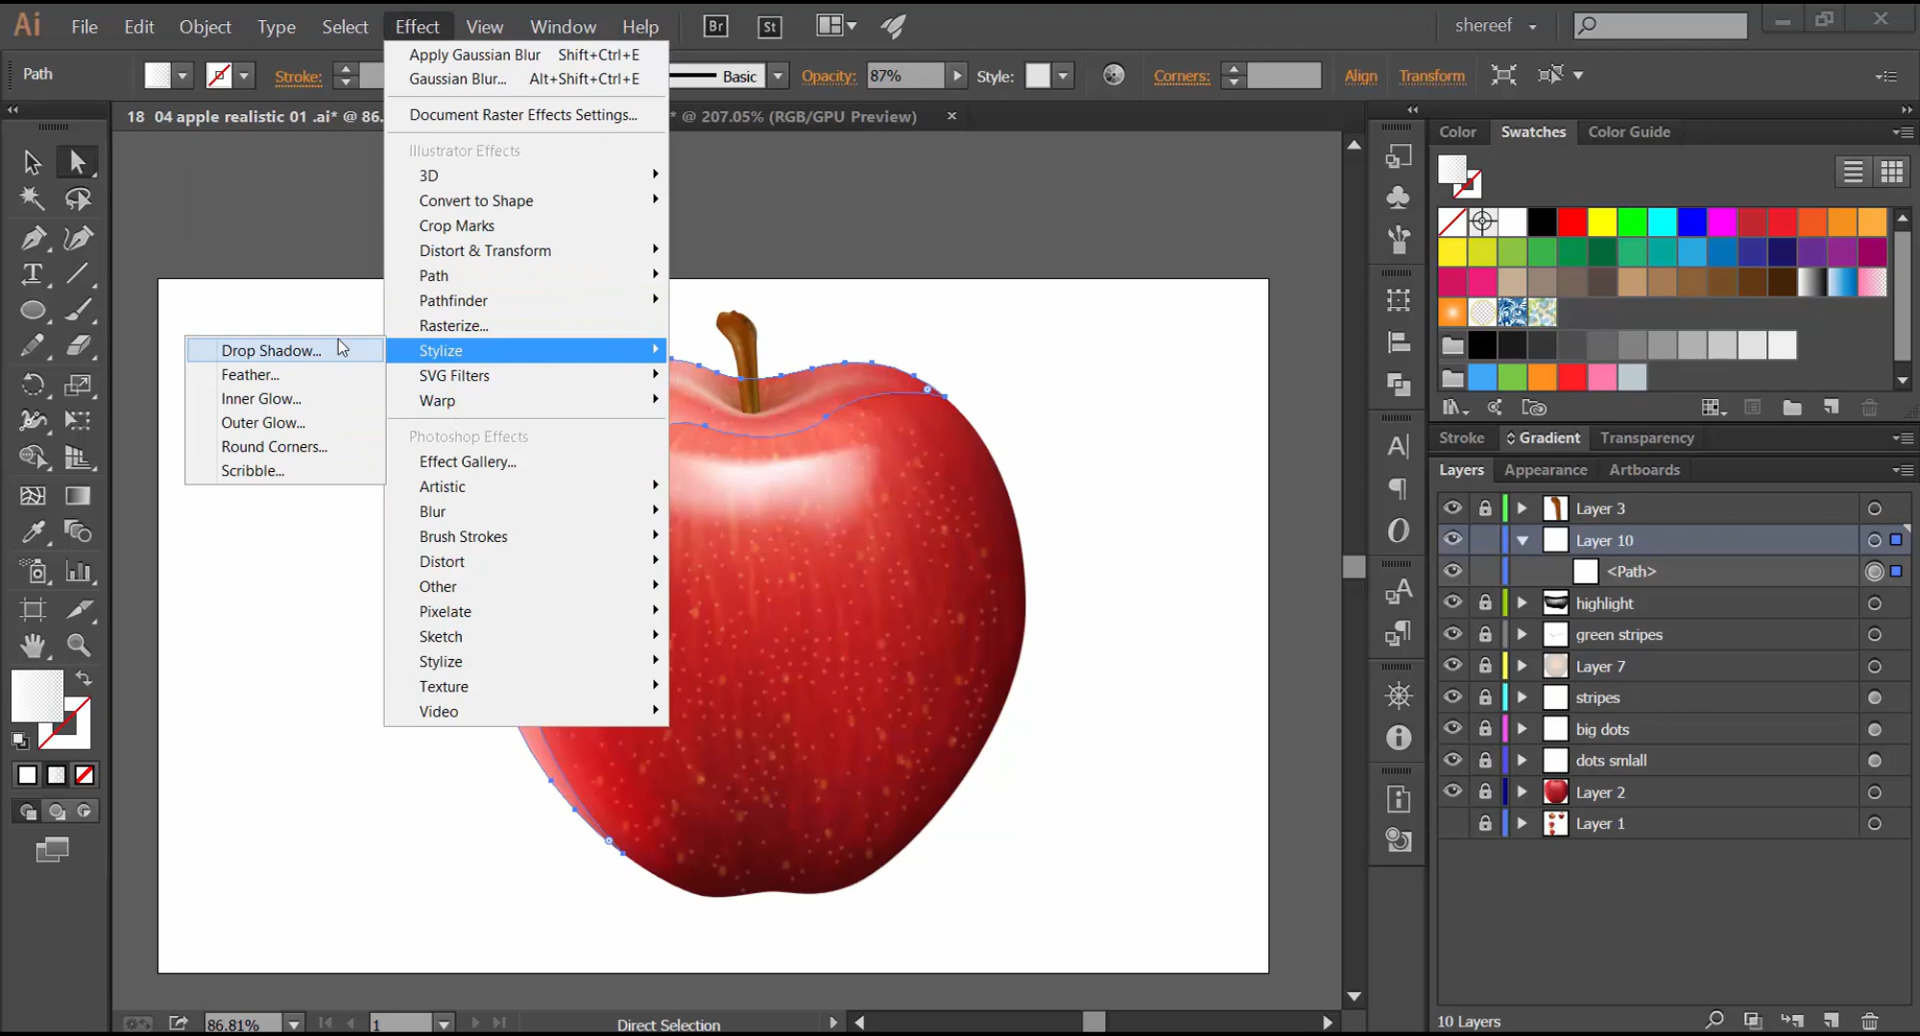 Ai File Edit Object Type Select Effect View Window Help Br St shereef
Path Stroke: Basic Opacity: 87% Style: Corners: Align Transform
18 04 apple realistic 01 .ai* @ 86. * @ 207.05% (RGB/GPU Preview)
Apply Gaussian Blur Shift+Ctrl+E
Gaussian Blur... Alt+Shift+Ctrl+E
Document Raster Effects Settings...
Illustrator Effects
3D
Convert to Shape
Crop Marks
Distort & Transform
Path
Pathfinder
Rasterize...
Stylize
SVG Filters
Warp
Photoshop Effects
Effect Gallery...
Artistic
Blur
Brush Strokes
Distort
Other
Pixelate
Sketch
Stylize
Texture
Video
Drop Shadow...
Feather...
Inner Glow...
Outer Glow...
Round Corners...
Scribble...
Color Swatches Color Guide
Stroke Gradient Transparency
Layers Appearance Artboards
Layer 3
Layer 10
<Path>
highlight
green stripes
Layer 7
stripes
big dots
dots smlall
Layer 2
Layer 1
10 Layers
86.81% 1 Direct Selection